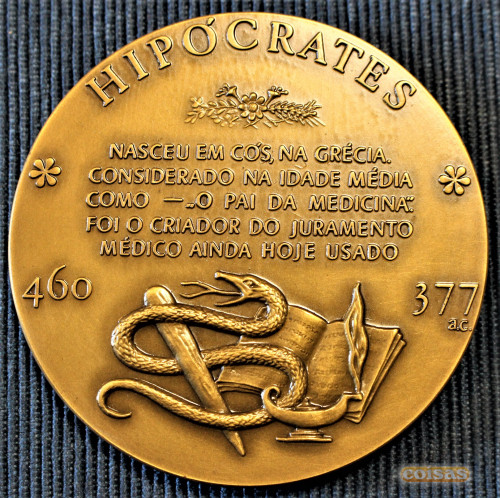 HIPÓCRATES
NASCEU EM CÓS, NA GRÉCIA.
CONSIDERADO NA IDADE MÉDIA
COMO — „O PAI DA MEDICINA”.
FOI O CRIADOR DO JURAMENTO
MÉDICO AINDA HOJE USADO
460
377
a.c.
coisas